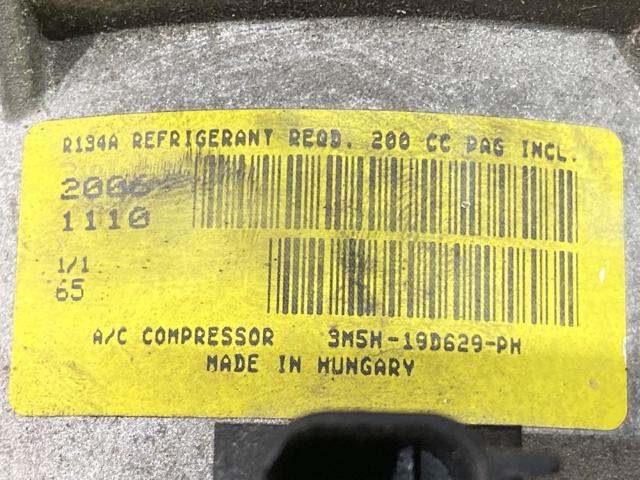 R134A REFRIGERANT REQD. 200 CC PAG INCL.
2006
1110
1/1
65
A/C COMPRESSOR 3M5H-19D629-PH
MADE IN HUNGARY